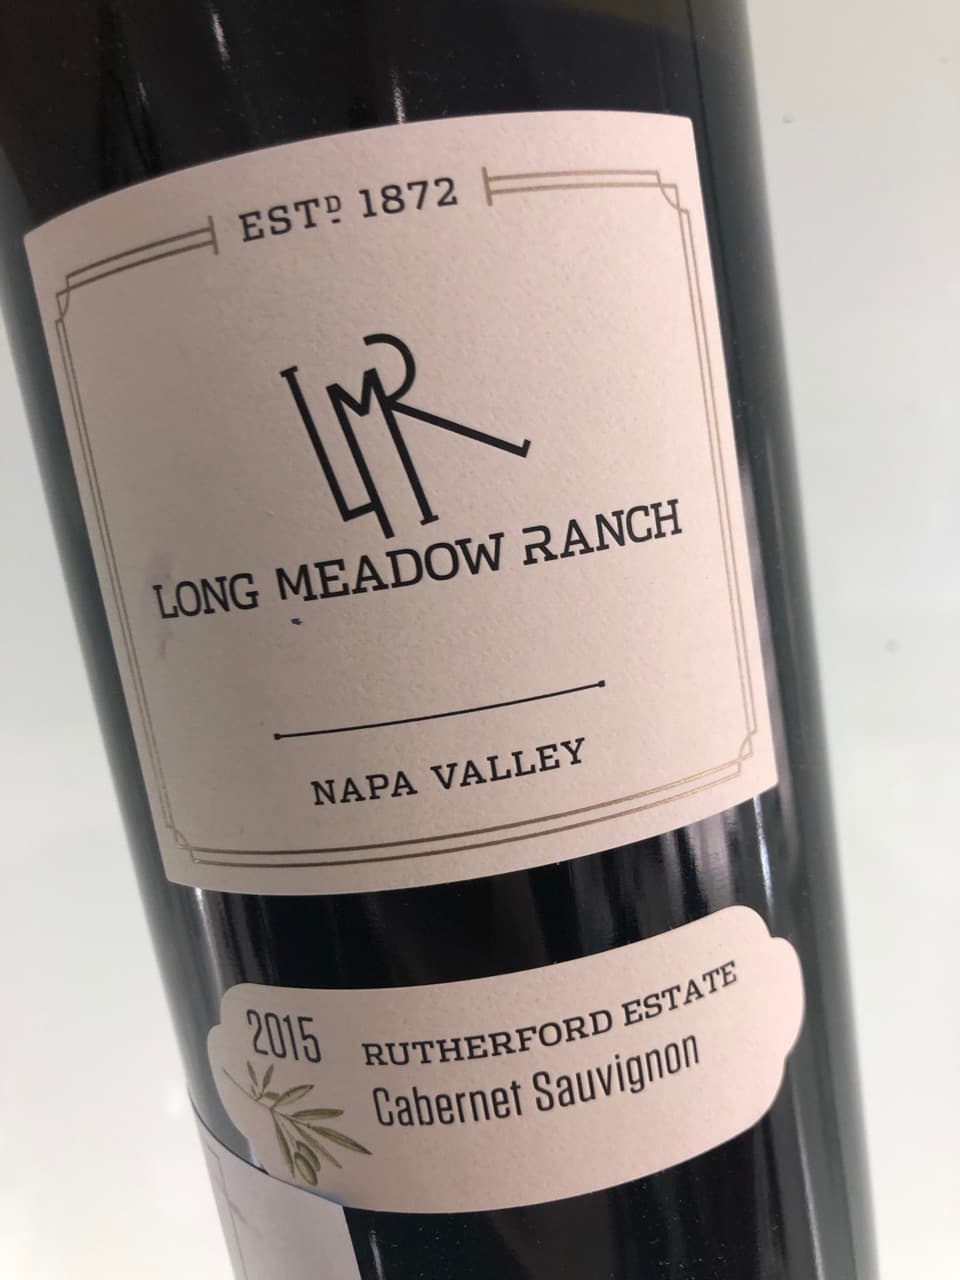 ESTD 1872
LMR
LONG MEADOW RANCH
NAPA VALLEY
2015
RUTHERFORD ESTATE
Cabernet Sauvignon